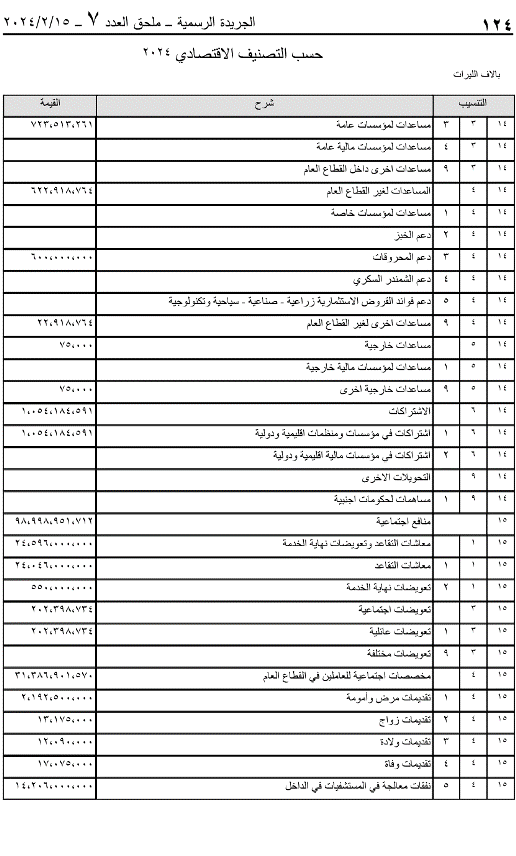 ١٢٤ الجريدة الرسمية ــ ملحق العدد ٧ ــ ٢٠٢٤/٢/١٥
حسب التصنيف الاقتصادي ٢٠٢٤
بالاف الليرات
التنسيب شرح القيمة
١٤ ٣ ٣ مساعدات لمؤسسات عامة ٧٢٣،٥١٣،٢٦١
١٤ ٣ ٤ مساعدات لمؤسسات مالية عامة
١٤ ٣ ٩ مساعدات اخرى داخل القطاع العام
١٤ ٤ المساعدات لغير القطاع العام ٦٢٢،٩١٨،٧٦٤
١٤ ٤ ١ مساعدات لمؤسسات خاصة
١٤ ٤ ٢ دعم الخبز
١٤ ٤ ٣ دعم المحروقات ٦٠٠،٠٠٠،٠٠٠
١٤ ٤ ٤ دعم الشمندر السكري
١٤ ٤ ٥ دعم فوائد القروض الاستثمارية زراعية - صناعية - سياحية وتكنولوجية
١٤ ٤ ٩ مساعدات اخرى لغير القطاع العام ٢٢،٩١٨،٧٦٤
١٤ ٥ مساعدات خارجية ٧٥،٠٠٠
١٤ ٥ ١ مساعدات لمؤسسات مالية خارجية
١٤ ٥ ٩ مساعدات خارجية اخرى ٧٥،٠٠٠
١٤ ٦ الاشتراكات ١،٠٥٤،١٨٤،٥٩١
١٤ ٦ ١ اشتراكات في مؤسسات ومنظمات اقليمية ودولية ١،٠٥٤،١٨٤،٥٩١
١٤ ٦ ٢ اشتراكات في مؤسسات مالية اقليمية ودولية
١٤ ٩ التحويلات الاخرى
١٤ ٩ ١ مساهمات لحكومات اجنبية
١٥ منافع اجتماعية ٩٨،٩٩٨،٩٥١،٧١٢
١٥ ١ معاشات التقاعد وتعويضات نهاية الخدمة ٢٤،٥٩٦،٠٠٠،٠٠٠
١٥ ١ ١ معاشات التقاعد ٢٤،٠٤٦،٠٠٠،٠٠٠
١٥ ١ ٢ تعويضات نهاية الخدمة ٥٥٠،٠٠٠،٠٠٠
١٥ ٣ تعويضات اجتماعية ٢٠٢،٣٩٨،٧٣٤
١٥ ٣ ١ تعويضات عائلية ٢٠٢،٣٩٨،٧٣٤
١٥ ٣ ٩ تعويضات مختلفة
١٥ ٤ مخصصات اجتماعية للعاملين في القطاع العام ٣١،٣٨٦،٩٠١،٥٧٠
١٥ ٤ ١ تقديمات مرض وأمومة ٢،١٩٢،٥٠٠،٠٠٠
١٥ ٤ ٢ تقديمات زواج ١٣،١٧٥،٠٠٠
١٥ ٤ ٣ تقديمات ولادة ١٢،٠٩٠،٠٠٠
١٥ ٤ ٤ تقديمات وفاة ١٧،٠٧٥،٠٠٠
١٥ ٤ ٥ نفقات معالجة في المستشفيات في الداخل ١٤،٢٠٦،٠٠٠،٠٠٠